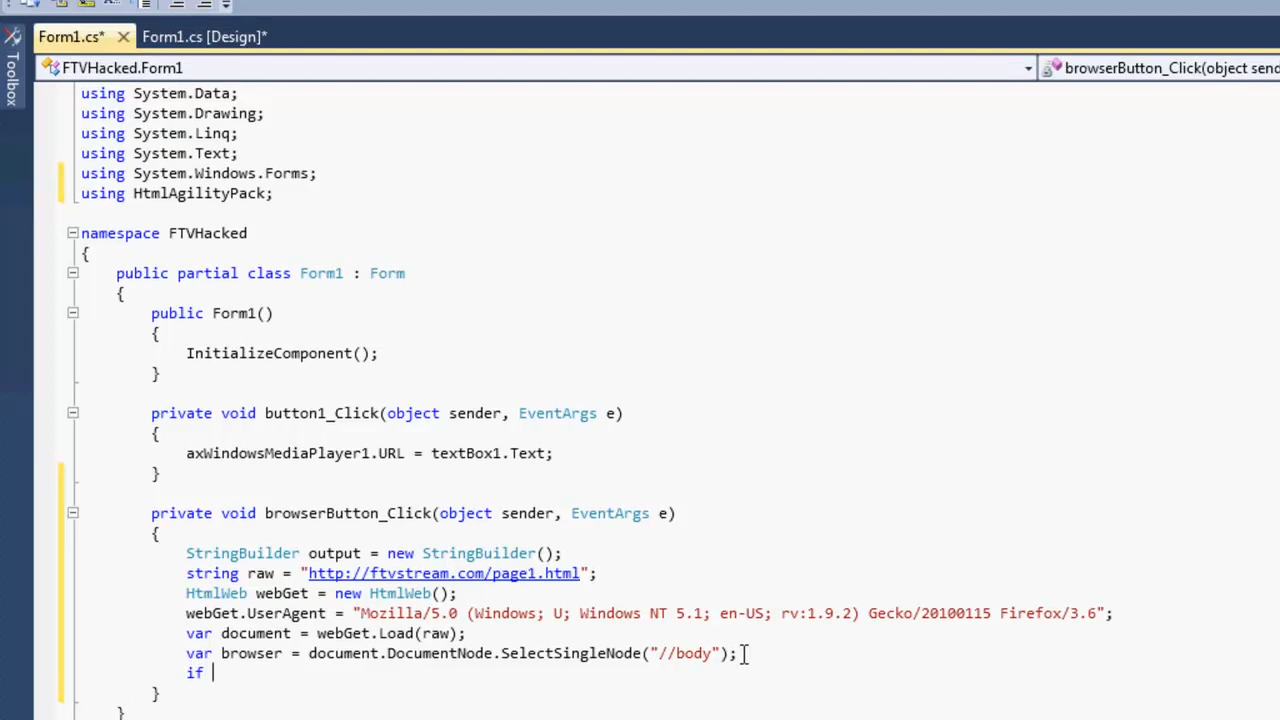 Form1.cs* Form1.cs [Design]*
Toolbox
FTVHacked.Form1 browserButton_Click(object send
using System.Data;
using System.Drawing;
using System.Linq;
using System.Text;
using System.Windows.Forms;
using HtmlAgilityPack;
namespace FTVHacked
{
public partial class Form1 : Form
{
public Form1()
{
InitializeComponent();
}
private void button1_Click(object sender, EventArgs e)
{
axWindowsMediaPlayer1.URL = textBox1.Text;
}
private void browserButton_Click(object sender, EventArgs e)
{
StringBuilder output = new StringBuilder();
string raw = "http://ftvstream.com/page1.html";
HtmlWeb webGet = new HtmlWeb();
webGet.UserAgent = "Mozilla/5.0 (Windows; U; Windows NT 5.1; en-US; rv:1.9.2) Gecko/20100115 Firefox/3.6";
var document = webGet.Load(raw);
var browser = document.DocumentNode.SelectSingleNode("//body");
if
}
}